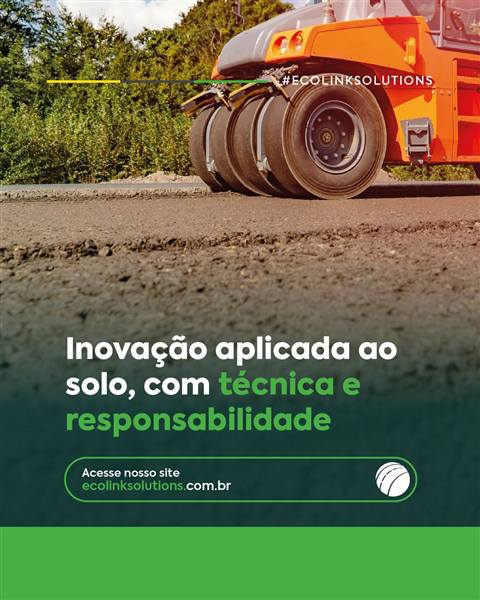 #ECOLINKSOLUTIONS
Inovação aplicada ao
solo, com técnica e
responsabilidade
Acesse nosso site
ecolinksolutions.com.br